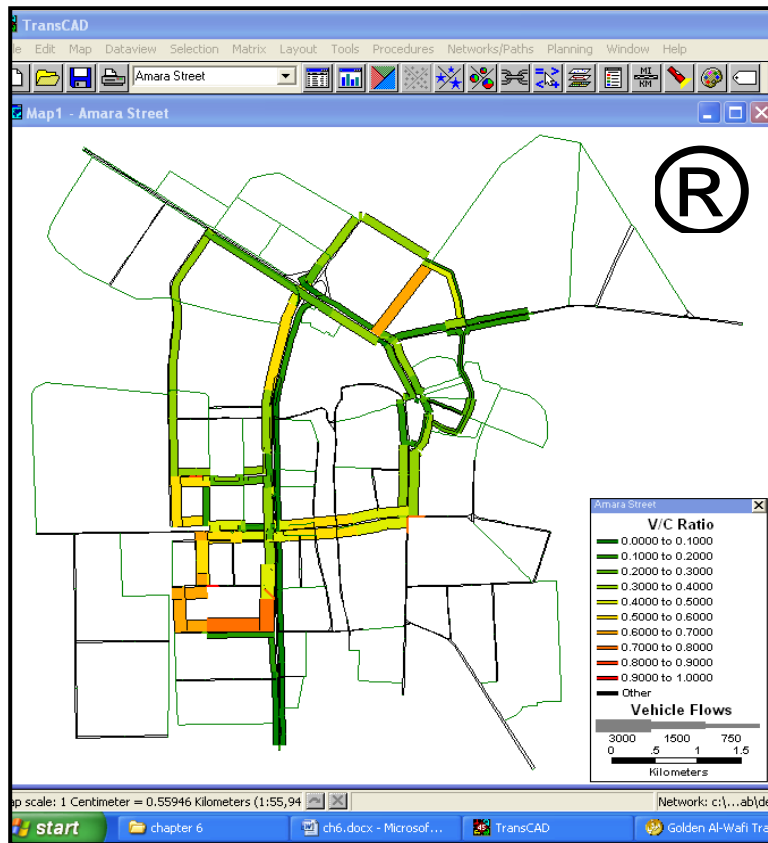 TransCAD
le Edit Map Dataview Selection Matrix Layout Tools Procedures Networks/Paths Planning Window Help
Amara Street
MI
KM
Map1 - Amara Street
®
Amara Street
V/C Ratio
0.0000 to 0.1000
0.1000 to 0.2000
0.2000 to 0.3000
0.3000 to 0.4000
0.4000 to 0.5000
0.5000 to 0.6000
0.6000 to 0.7000
0.7000 to 0.8000
0.8000 to 0.9000
0.9000 to 1.0000
Other
Vehicle Flows
3000 1500 750
0 .5 1 1.5
Kilometers
ap scale: 1 Centimeter = 0.55946 Kilometers (1:55,94
Network: c:\...ab\de
start
chapter 6
ch6.docx - Microsof...
TransCAD
Golden Al-Wafi Tra